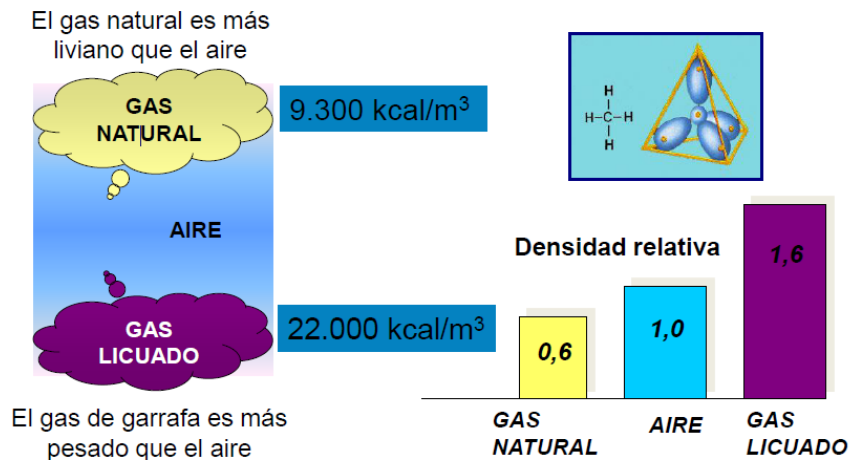 El gas natural es más
liviano que el aire
GAS
NATURAL
9.300 kcal/m³
AIRE
GAS
LICUADO
22.000 kcal/m³
El gas de garrafa es más
pesado que el aire
H
H-C-H
H
Densidad relativa
0,6
1,0
1,6
GAS
NATURAL
AIRE
GAS
LICUADO